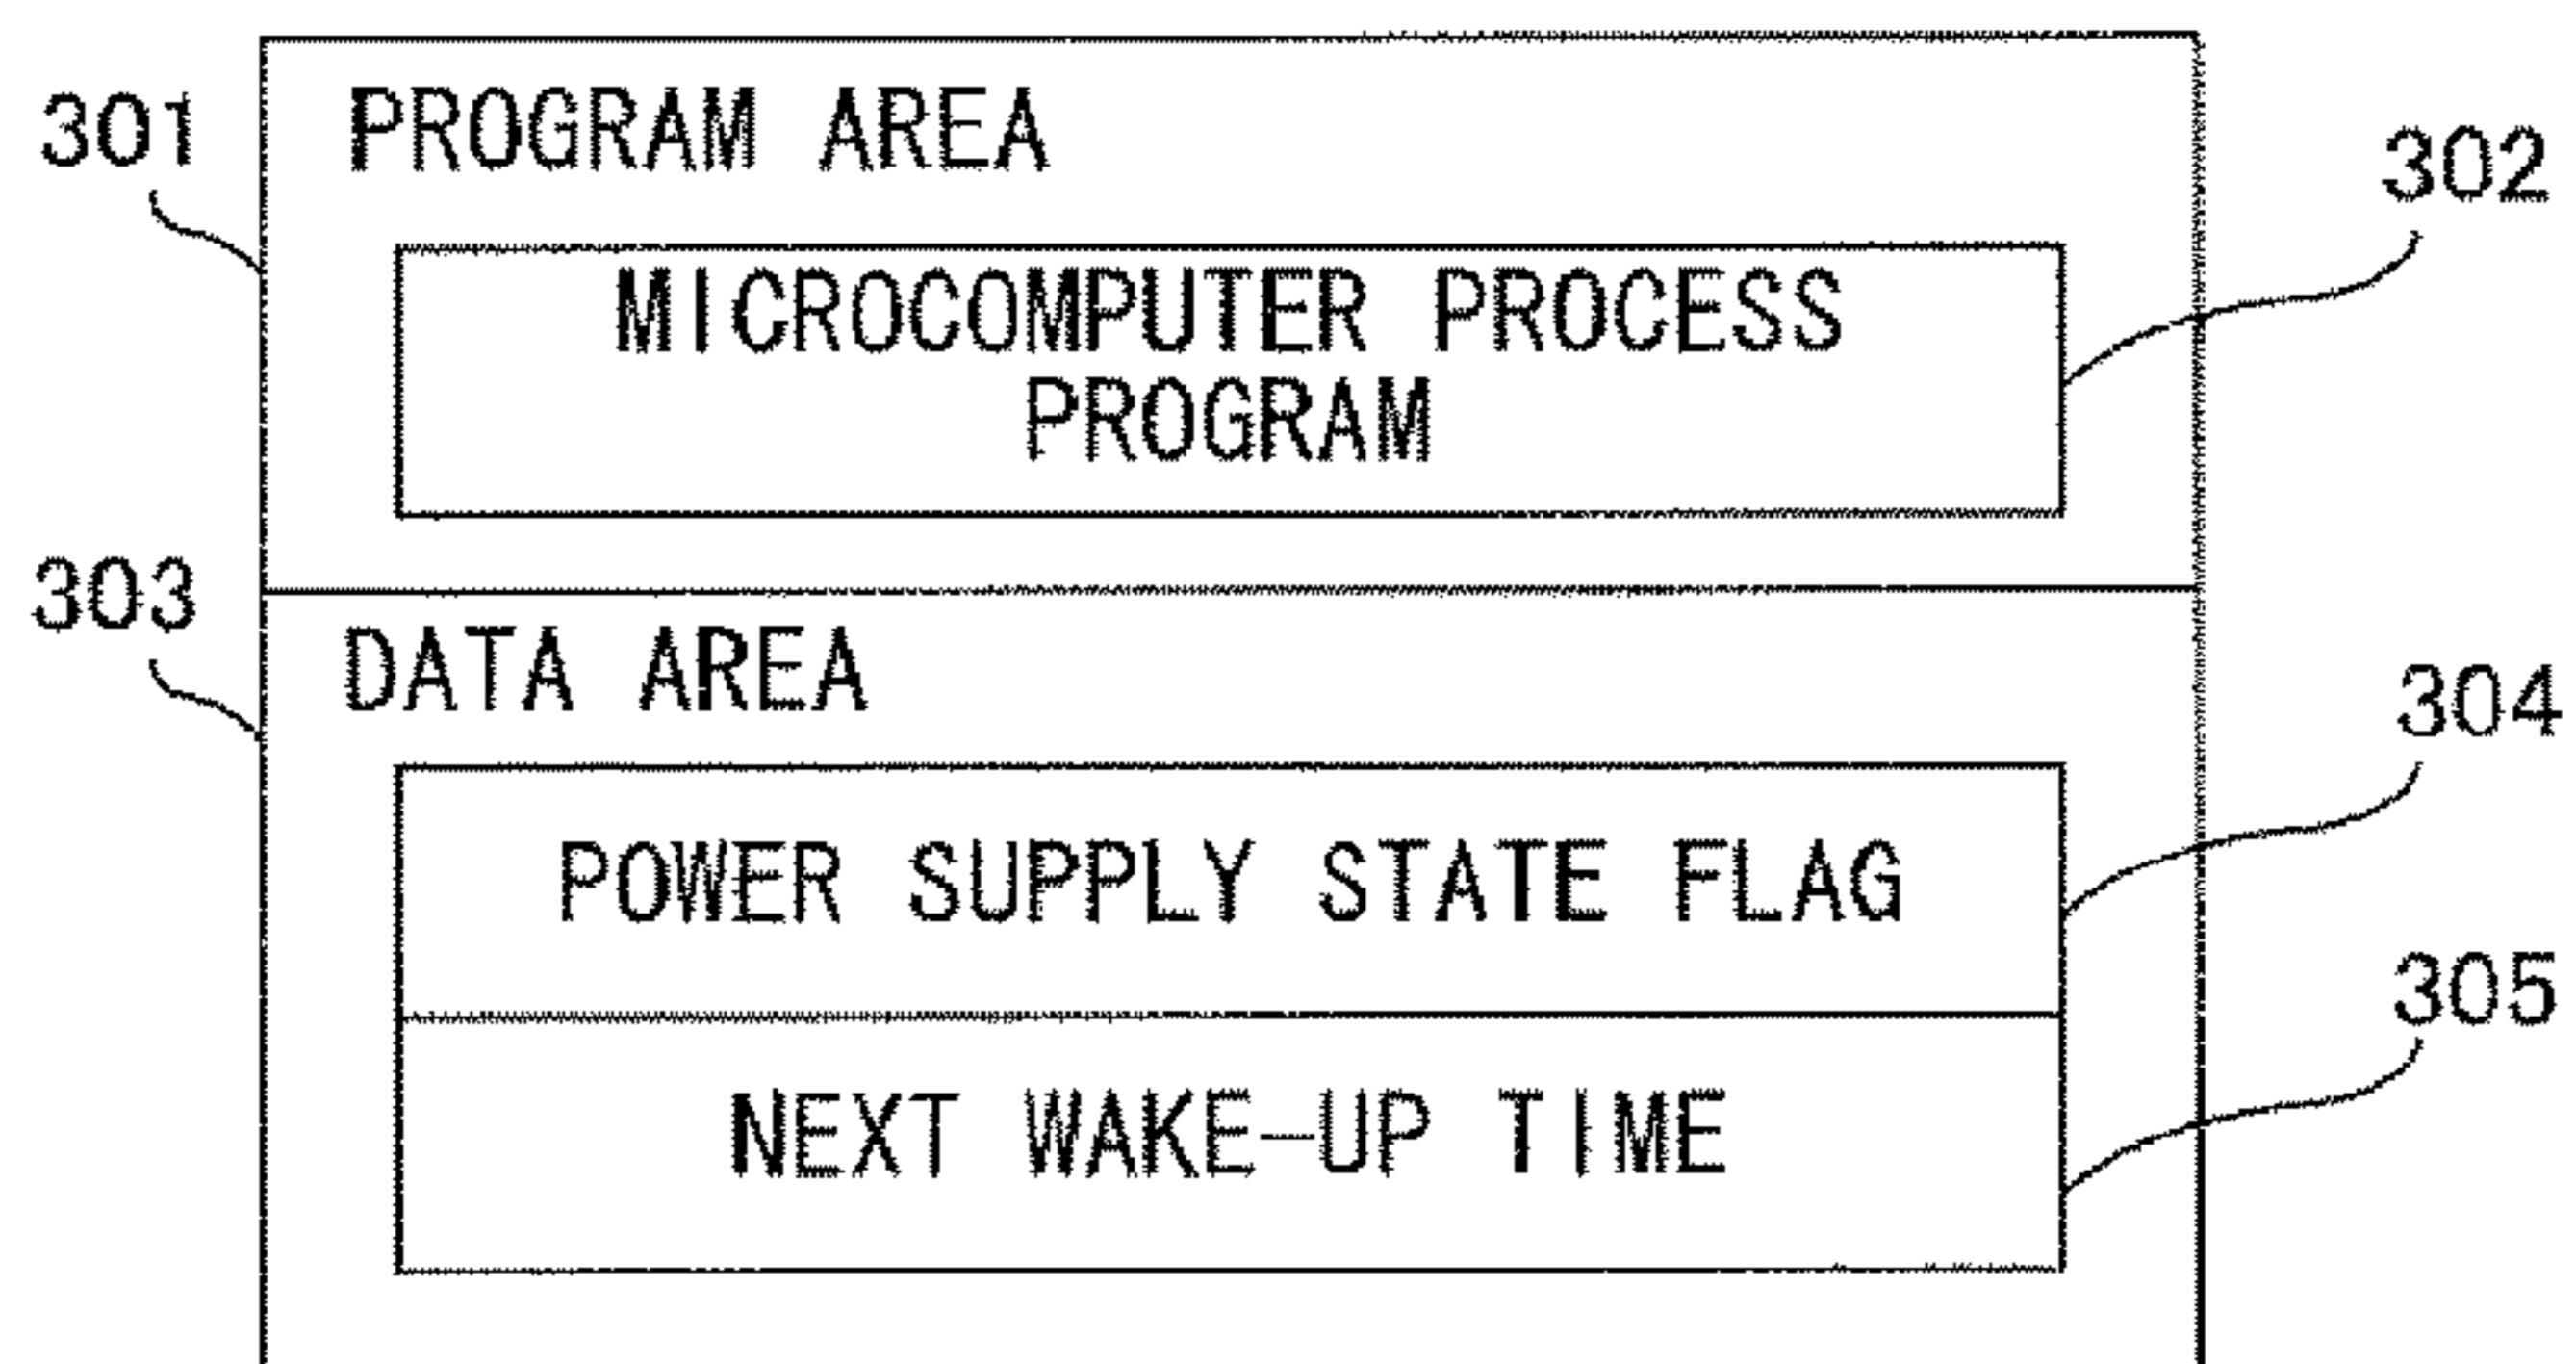 301
PROGRAM AREA
302
MICROCOMPUTER PROCESS
PROGRAM
303
DATA AREA
304
POWER SUPPLY STATE FLAG
305
NEXT WAKE-UP TIME